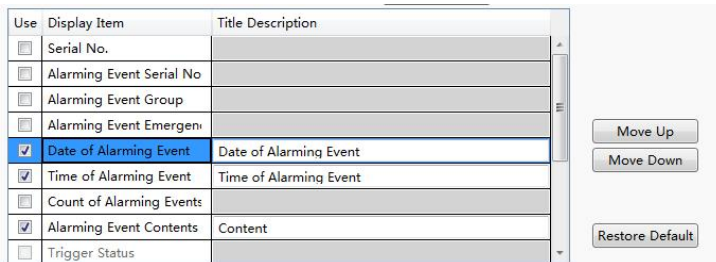 Use Display Item Title Description
Serial No.
Alarming Event Serial No
Alarming Event Group
Alarming Event Emergen
Date of Alarming Event Date of Alarming Event
Time of Alarming Event Time of Alarming Event
Count of Alarming Events
Alarming Event Contents Content
Trigger Status
Move Up
Move Down
Restore Default